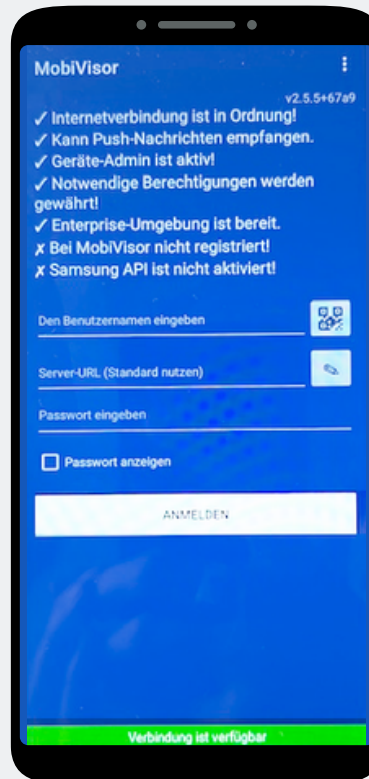 MobiVisor
v2.5.5+67a9
✓ Internetverbindung ist in Ordnung!
✓ Kann Push-Nachrichten empfangen.
✓ Geräte-Admin ist aktiv!
✓ Notwendige Berechtigungen werden
gewährt!
✓ Enterprise-Umgebung ist bereit.
✗ Bei MobiVisor nicht registriert!
✗ Samsung API ist nicht aktiviert!
Den Benutzernamen eingeben
Server-URL (Standard nutzen)
Passwort eingeben
Passwort anzeigen
ANMELDEN
Verbindung ist verfügbar